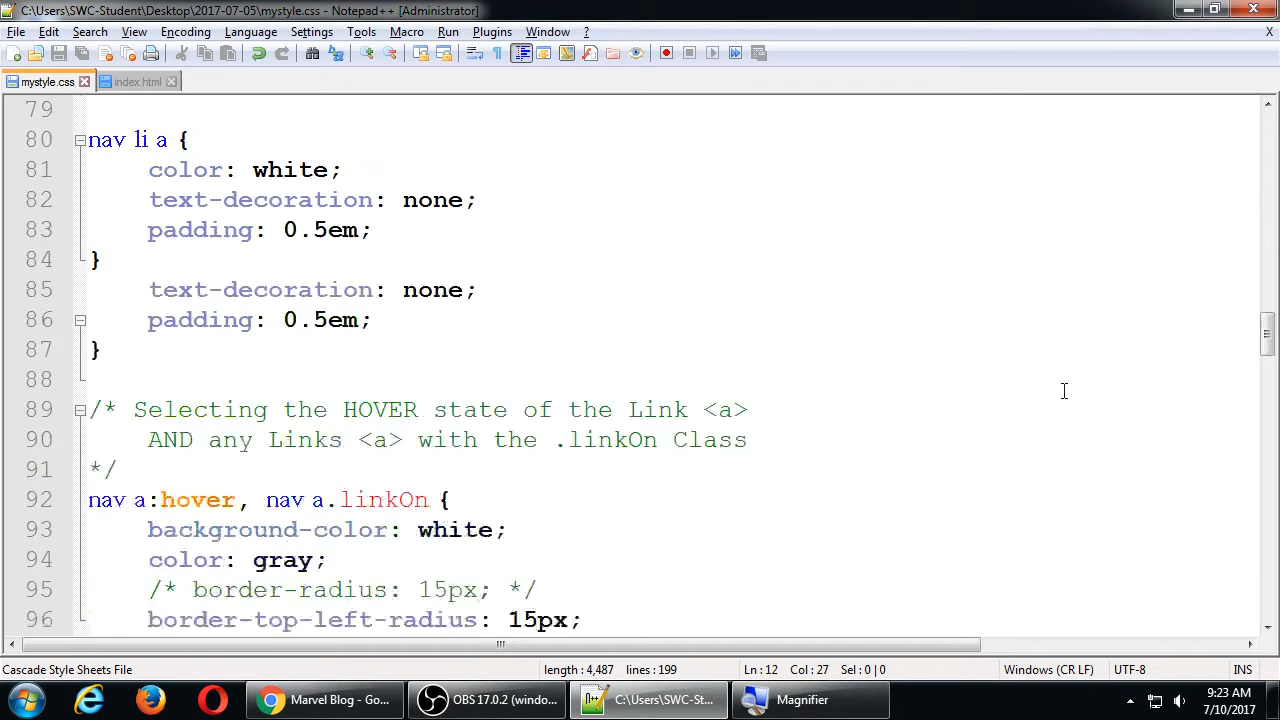 C:\Users\SWC-Student\Desktop\2017-07-05\mystyle.css - Notepad++ [Administrator]
File Edit Search View Encoding Language Settings Tools Macro Run Plugins Window ? X
mystyle.css index.html
79
80 nav li a {
81 color: white;
82 text-decoration: none;
83 padding: 0.5em;
84 }
85 text-decoration: none;
86 padding: 0.5em;
87 }
88
89 /* Selecting the HOVER state of the Link <a>
90 AND any Links <a> with the .linkOn Class
91 */
92 nav a:hover, nav a.linkOn {
93 background-color: white;
94 color: gray;
95 /* border-radius: 15px; */
96 border-top-left-radius: 15px;
Cascade Style Sheets File length : 4,487 lines : 199 Ln : 12 Col : 27 Sel : 0 | 0 Windows (CR LF) UTF-8 INS
Marvel Blog - Go... OBS 17.0.2 (window... C:\Users\SWC-St... Magnifier 9:23 AM
7/10/2017